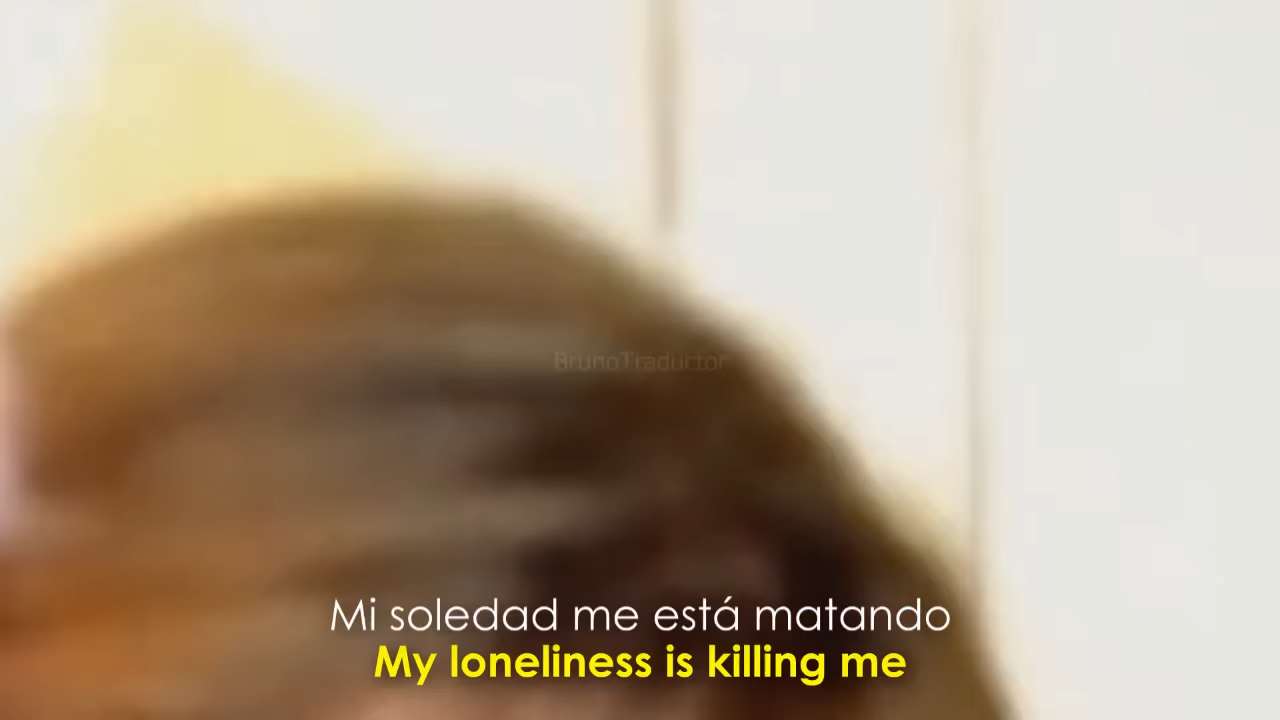 BrunoTraductor
Mi soledad me está matando
My loneliness is killing me